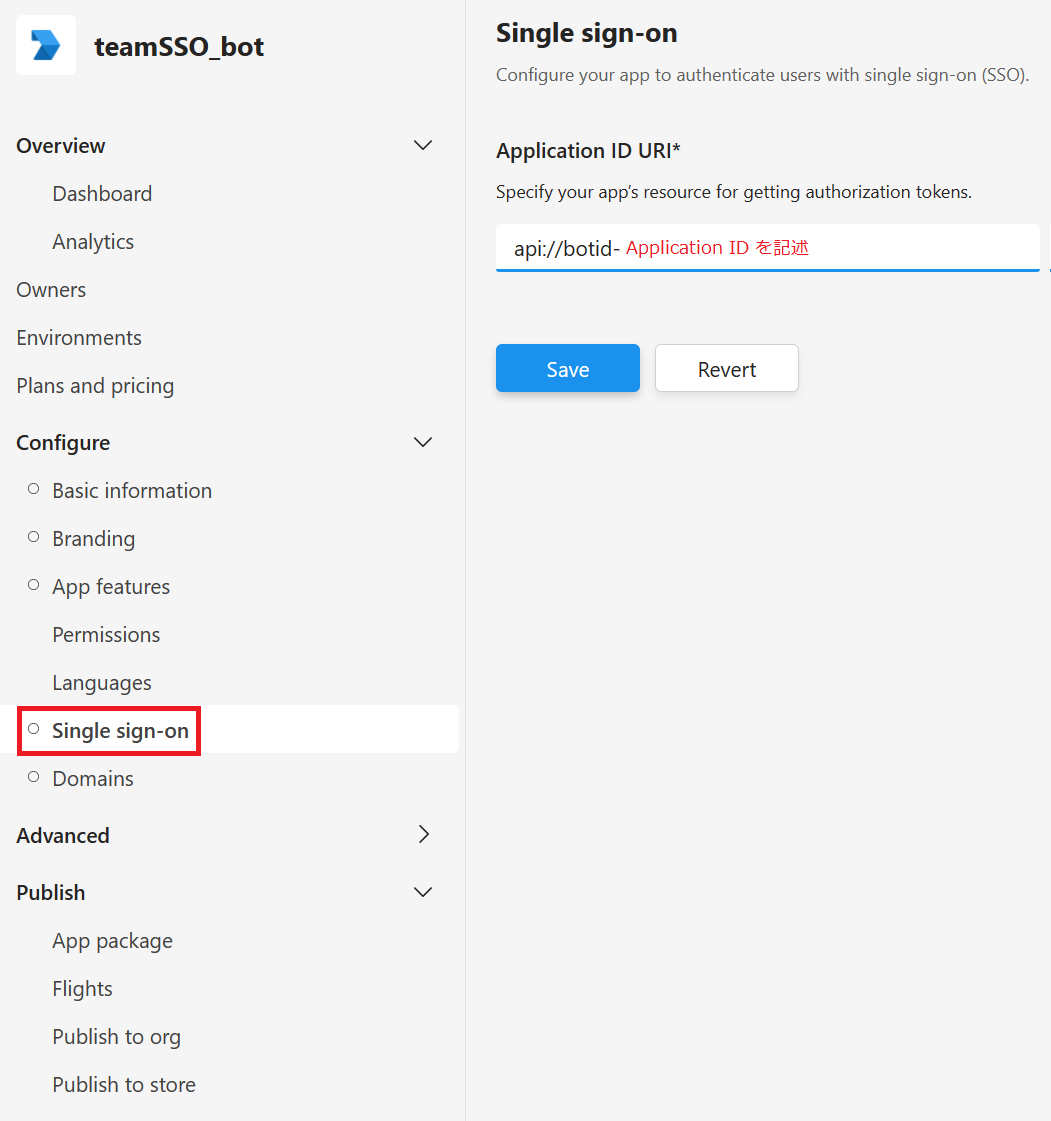 teamSSO_bot
Overview
Dashboard
Analytics
Owners
Environments
Plans and pricing
Configure
Basic information
Branding
App features
Permissions
Languages
Single sign-on
Domains
Advanced
Publish
App package
Flights
Publish to org
Publish to store
Single sign-on
Configure your app to authenticate users with single sign-on (SSO).
Application ID URI*
Specify your app's resource for getting authorization tokens.
api://botid- Application ID を記述
Save Revert